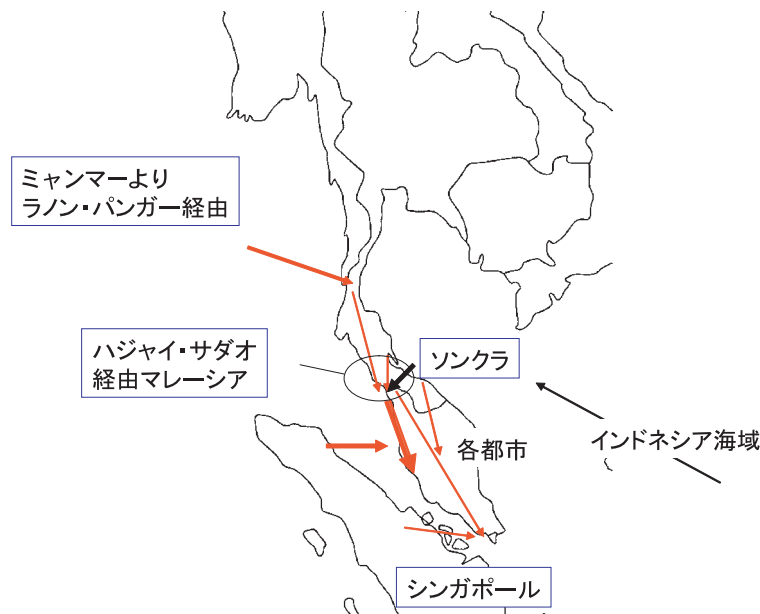 ミャンマーより
ラノン・パンガー経由
ハジャイ・サダオ
経由マレーシア
ソンクラ
インドネシア海域
各都市
シンガポール